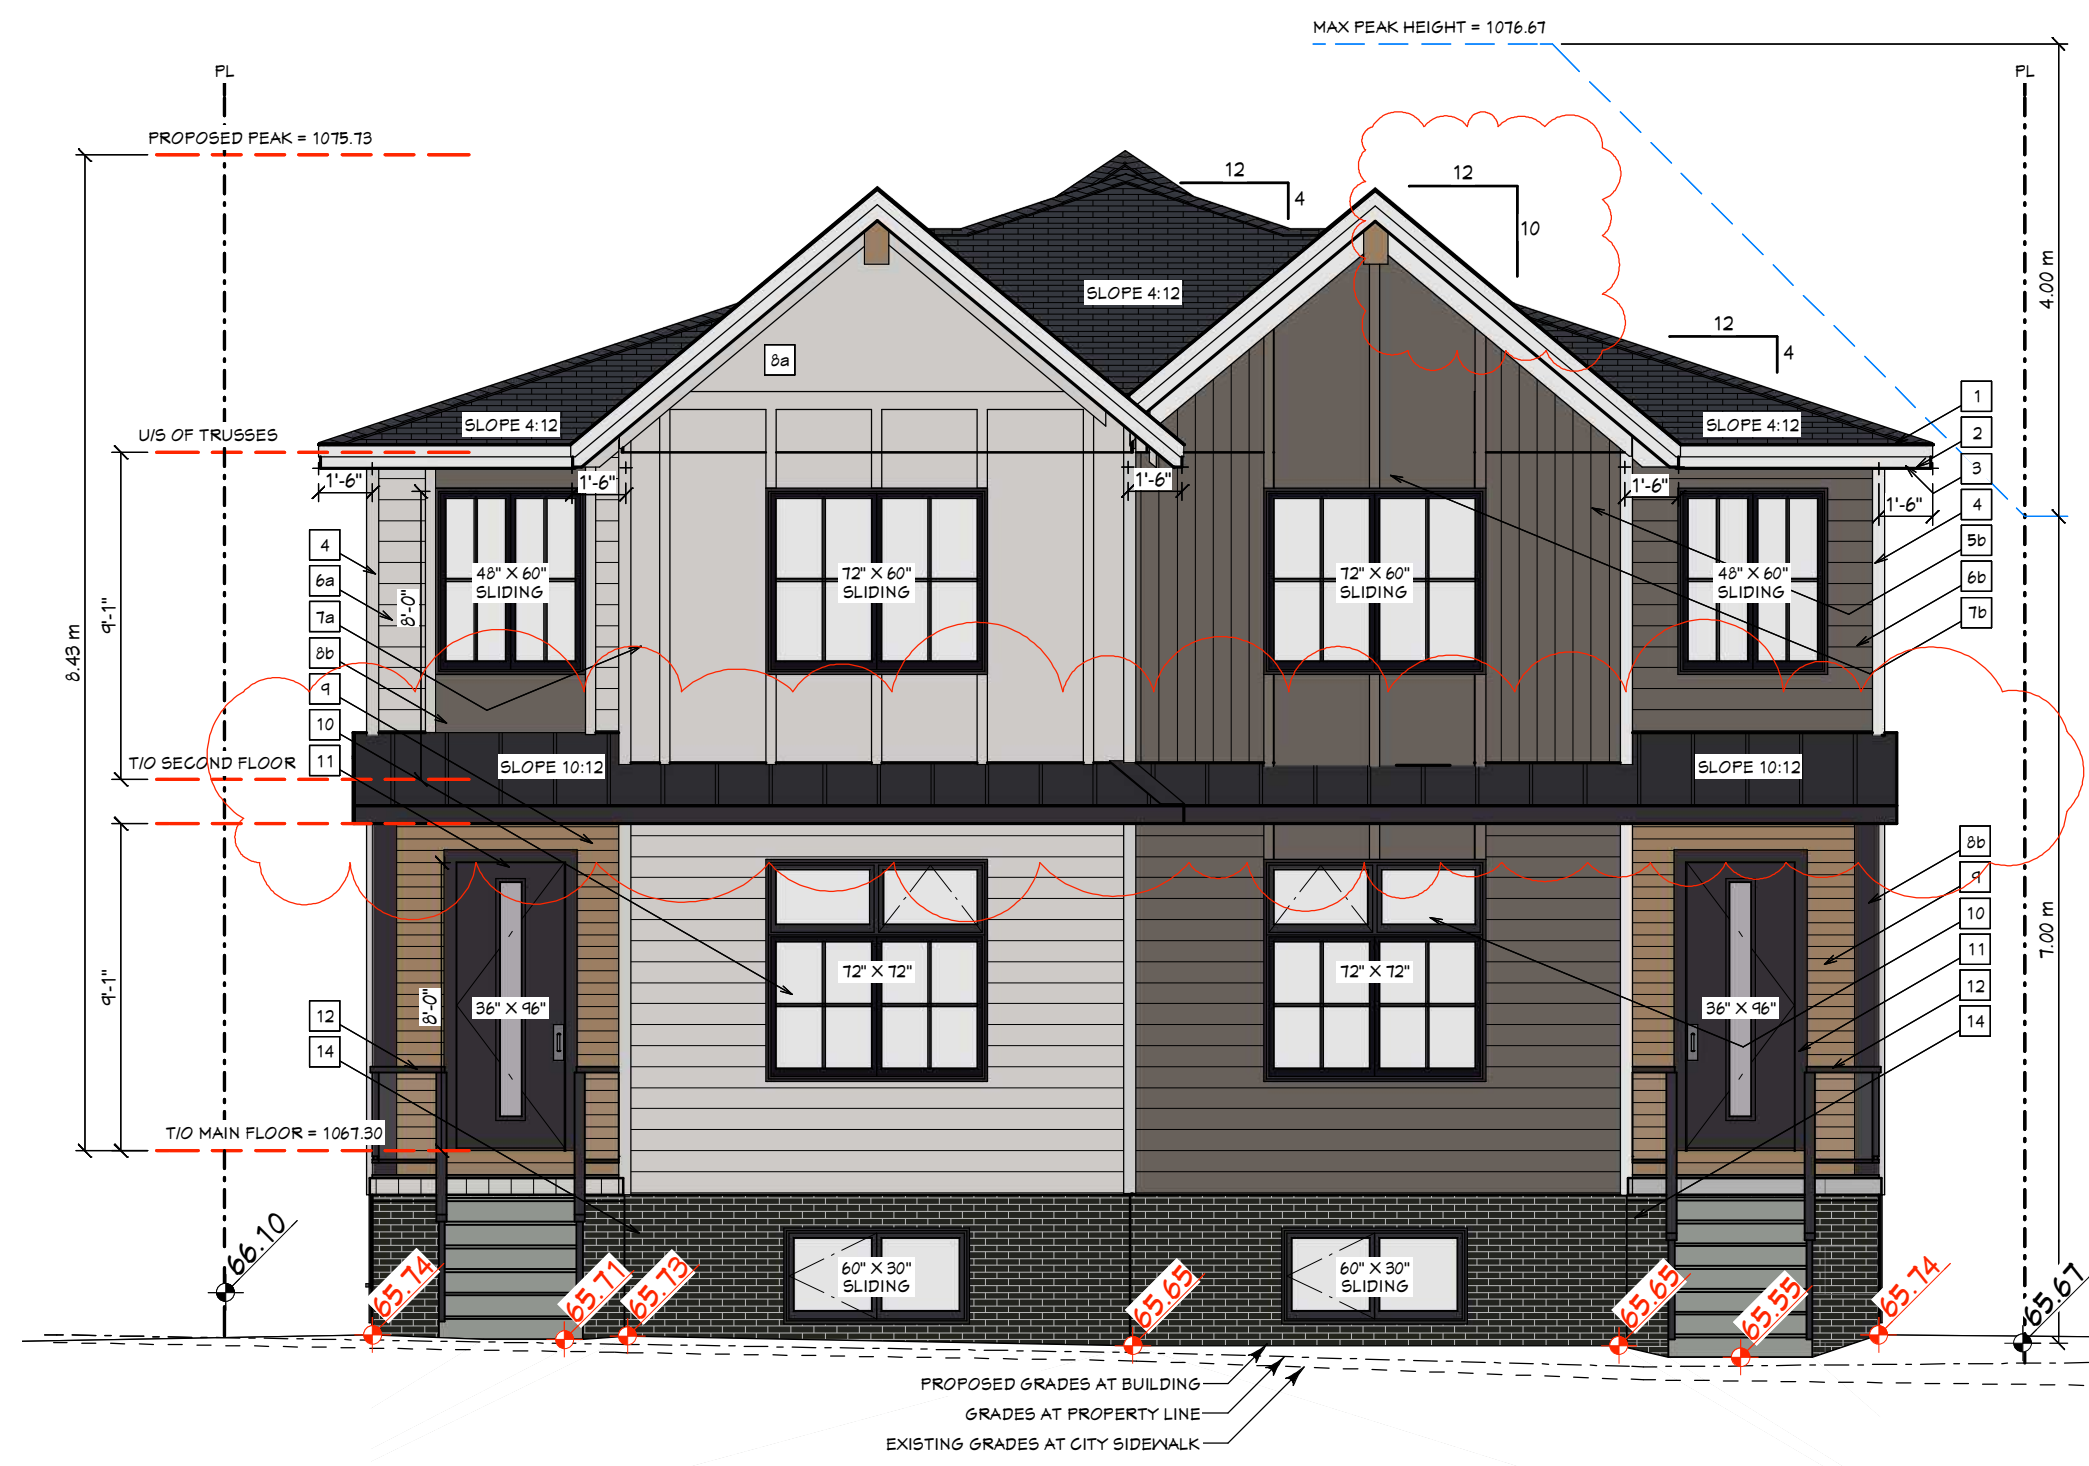 MAX PEAK HEIGHT = 1076.67
PL
PL
PROPOSED PEAK = 1075.73
12
4
12
10
4.00 m
SLOPE 4:12
12
4
8a
1
SLOPE 4:12
SLOPE 4:12
2
U/S OF TRUSSES
3
1'-6"
1'-6"
1'-6"
1'-6"
1'-6"
4
4
5b
48" X 60"
SLIDING
72" X 60"
SLIDING
72" X 60"
SLIDING
48" X 60"
SLIDING
6a
6b
8'-0"
9'-1"
7a
7b
8.43 m
8b
9
10
11
T/O SECOND FLOOR
SLOPE 10:12
SLOPE 10:12
8b
9
10
7.00 m
72" X 72"
72" X 72"
11
9'-1"
12
8'-0"
36" X 96"
36" X 96"
12
14
14
T/O MAIN FLOOR = 1067.30
66.10
65.74
65.71
65.73
60" X 30"
SLIDING
65.65
60" X 30"
SLIDING
65.65
65.55
65.74
65.67
PROPOSED GRADES AT BUILDING
GRADES AT PROPERTY LINE
EXISTING GRADES AT CITY SIDEWALK